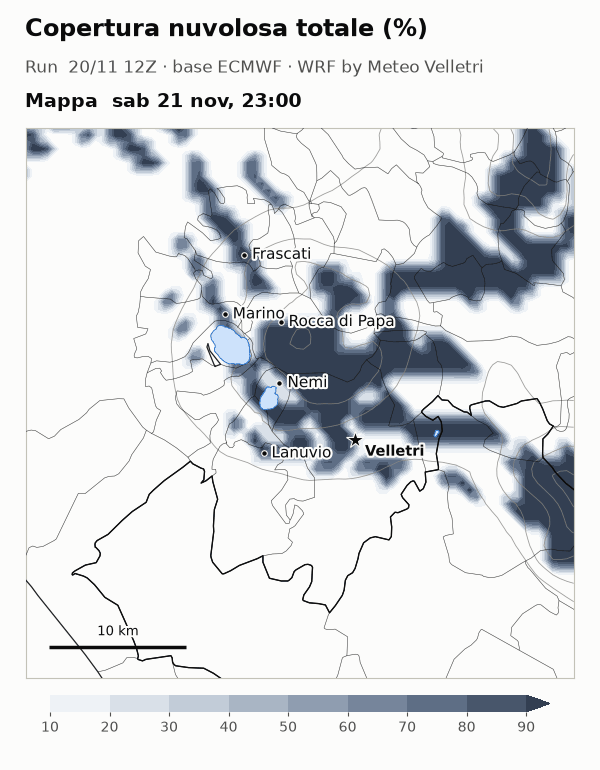 Copertura nuvolosa totale (%)
Run  20/11 12Z · base ECMWF · WRF by Meteo Velletri
Mappa  sab 21 nov, 23:00
Frascati
Marino
Rocca di Papa
Nemi
Velletri
Lanuvio
10 km
10 20 30 40 50 60 70 80 90